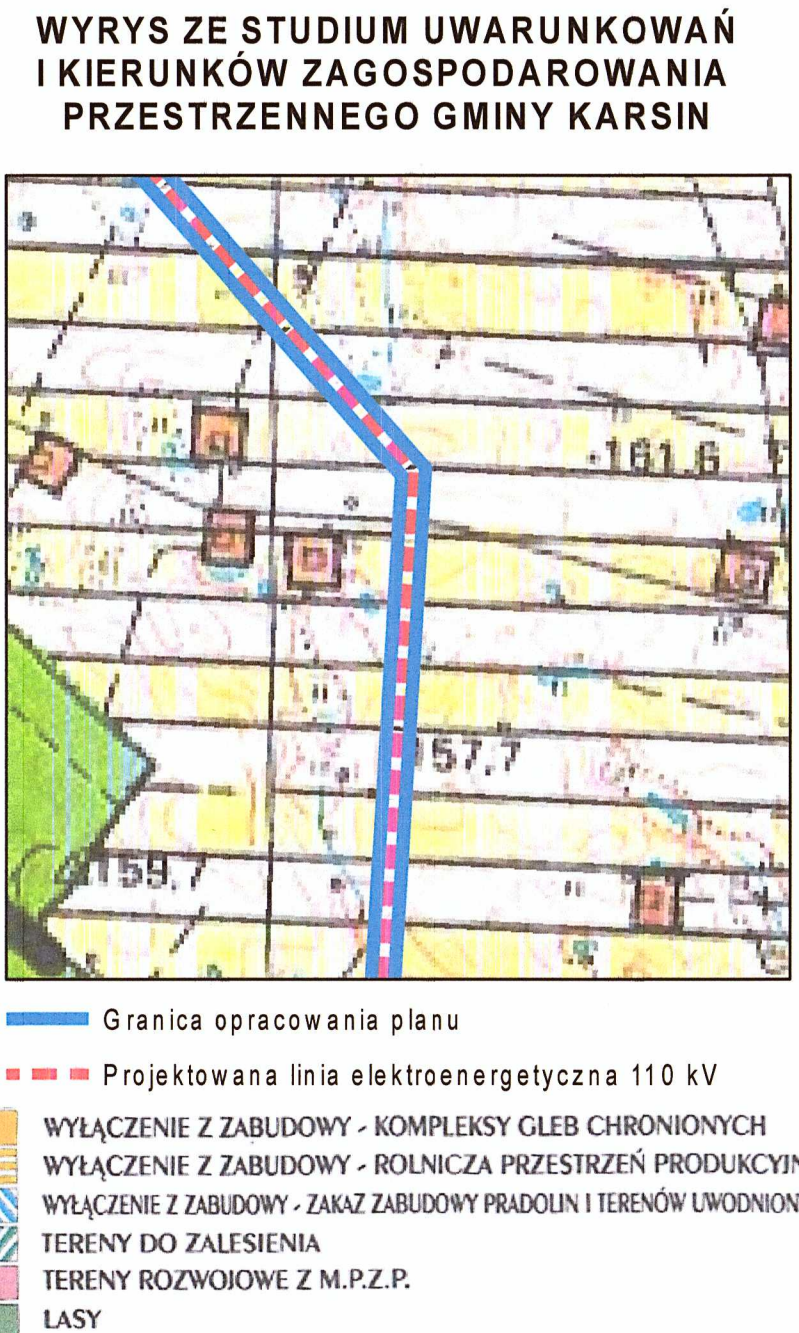 WYRYS ZE STUDIUM UWARUNKOWAŃ
I KIERUNKÓW ZAGOSPODAROWANIA
PRZESTRZENNEGO GMINY KARSIN
161.6
157.7
159.7
Granica opracowania planu
Projektowana linia elektroenergetyczna 110 kV
WYŁĄCZENIE Z ZABUDOWY - KOMPLEKSY GLEB CHRONIONYCH
WYŁĄCZENIE Z ZABUDOWY - ROLNICZA PRZESTRZEŃ PRODUKCYJN
WYŁĄCZENIE Z ZABUDOWY - ZAKAZ ZABUDOWY PRADOLIN I TERENÓW UWODNION
TERENY DO ZALESIENIA
TERENY ROZWOJOWE Z M.P.Z.P.
LASY